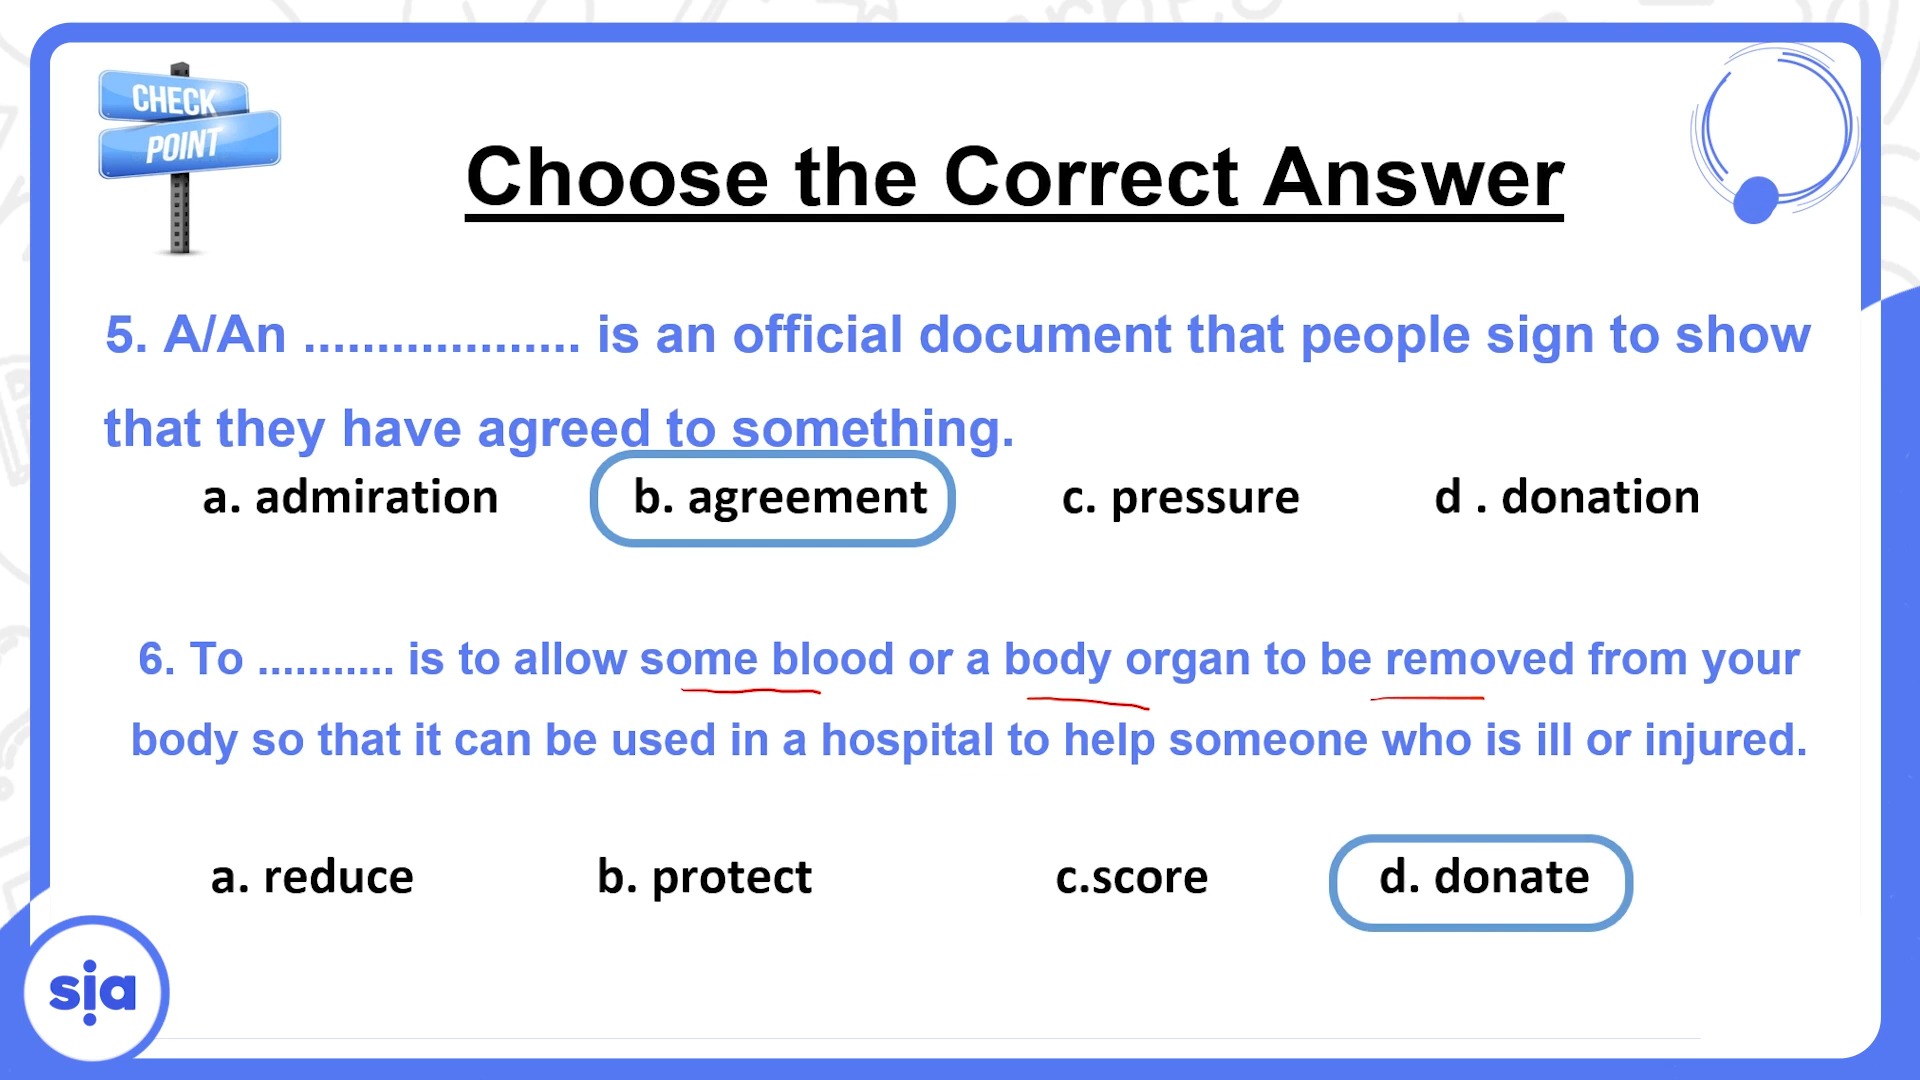 CHECK
POINT
Choose the Correct Answer
5. A/An ................... is an official document that people sign to show
that they have agreed to something.
a. admiration b. agreement c. pressure d . donation
6. To ........... is to allow some blood or a body organ to be removed from your
body so that it can be used in a hospital to help someone who is ill or injured.
a. reduce b. protect c.score d. donate
sia